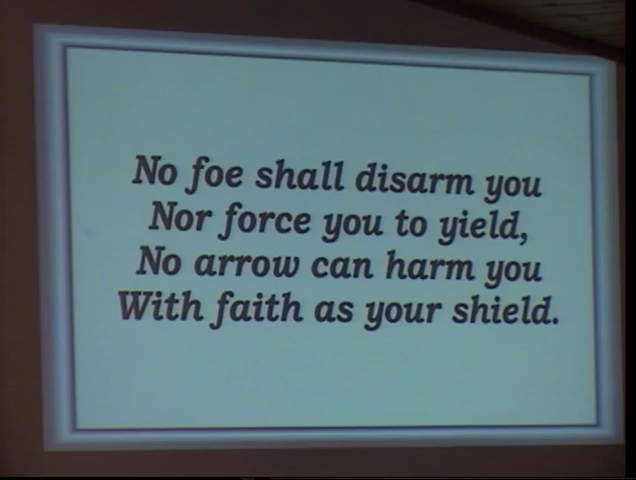 No foe shall disarm you
Nor force you to yield,
No arrow can harm you
With faith as your shield.